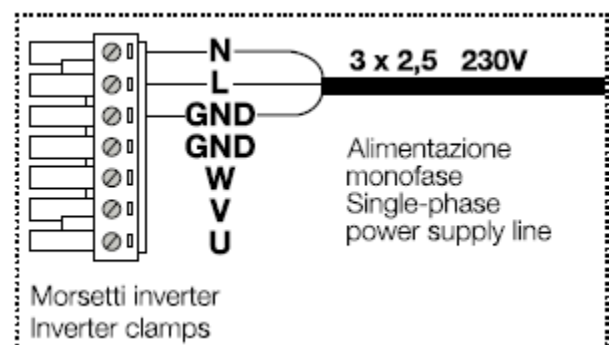 N
3 x 2,5 230V
L
GND
GND
W
V
U
Alimentazione
monofase
Single-phase
power supply line
Morsetti inverter
Inverter clamps